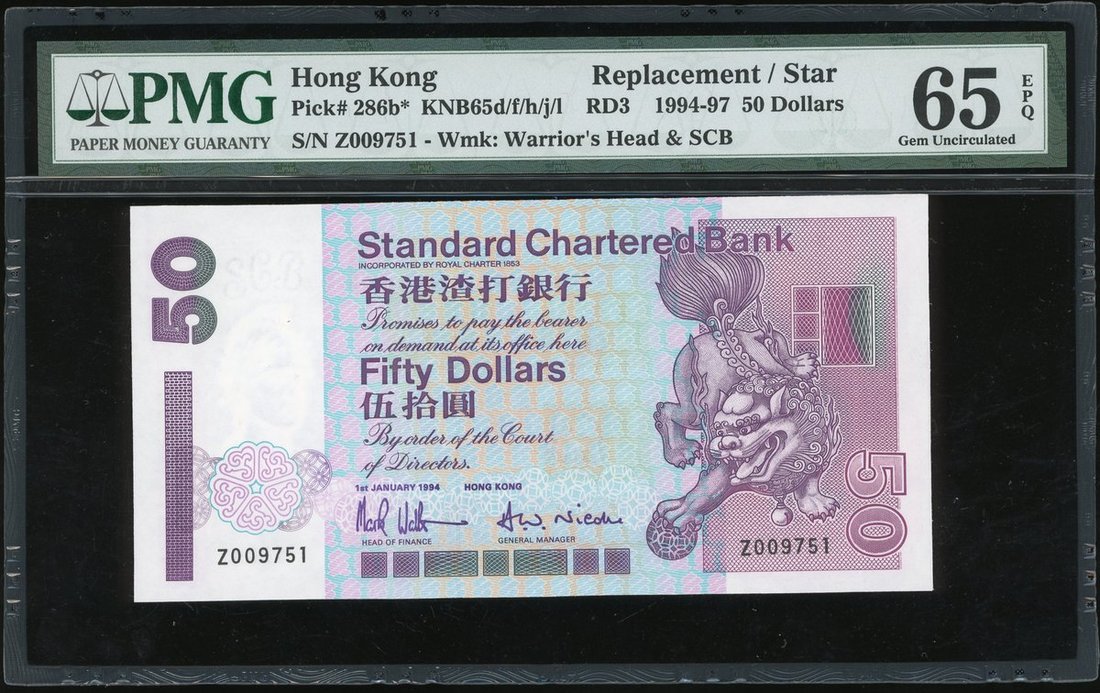 PMG
PAPER MONEY GUARANTY
Hong Kong Replacement / Star
Pick# 286b* KNB65d/f/h/j/l RD3 1994-97 50 Dollars
S/N Z009751 - Wmk: Warrior's Head & SCB
65 EPQ
Gem Uncirculated
50
Standard Chartered Bank
INCORPORATED BY ROYAL CHARTER 1853
香港渣打銀行
Promises to pay the bearer
on demand at its office here
Fifty Dollars
伍拾圓
By order of the Court
of Directors.
1st JANUARY 1994 HONG KONG
HEAD OF FINANCE GENERAL MANAGER
Z009751
Z009751
50